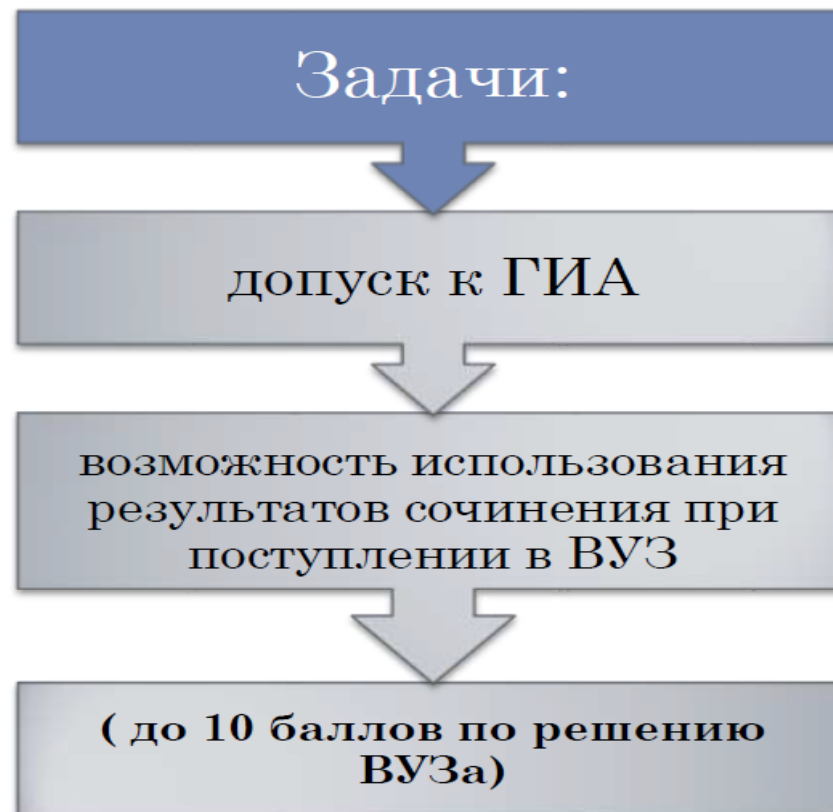 Задачи:
допуск к ГИА
возможность использования
результатов сочинения при
поступлении в ВУЗ
( до 10 баллов по решению
ВУЗа)